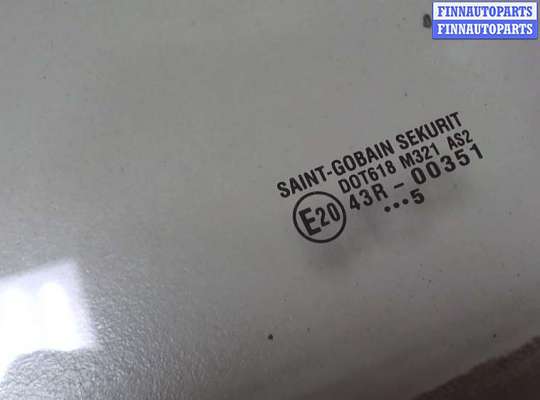 FINNAUTOPARTS
FINNAUTOPARTS
SAINT-GOBAIN SEKURIT
DOT618 M321 AS2
E20 43R - 00351
...5